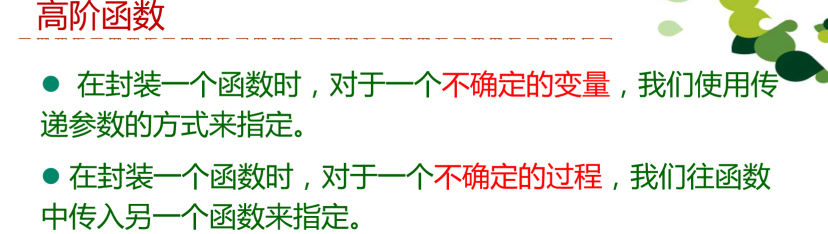 高阶函数
在封装一个函数时，对于一个不确定的变量，我们使用传
递参数的方式来指定。
在封装一个函数时，对于一个不确定的过程，我们往函数
中传入另一个函数来指定。